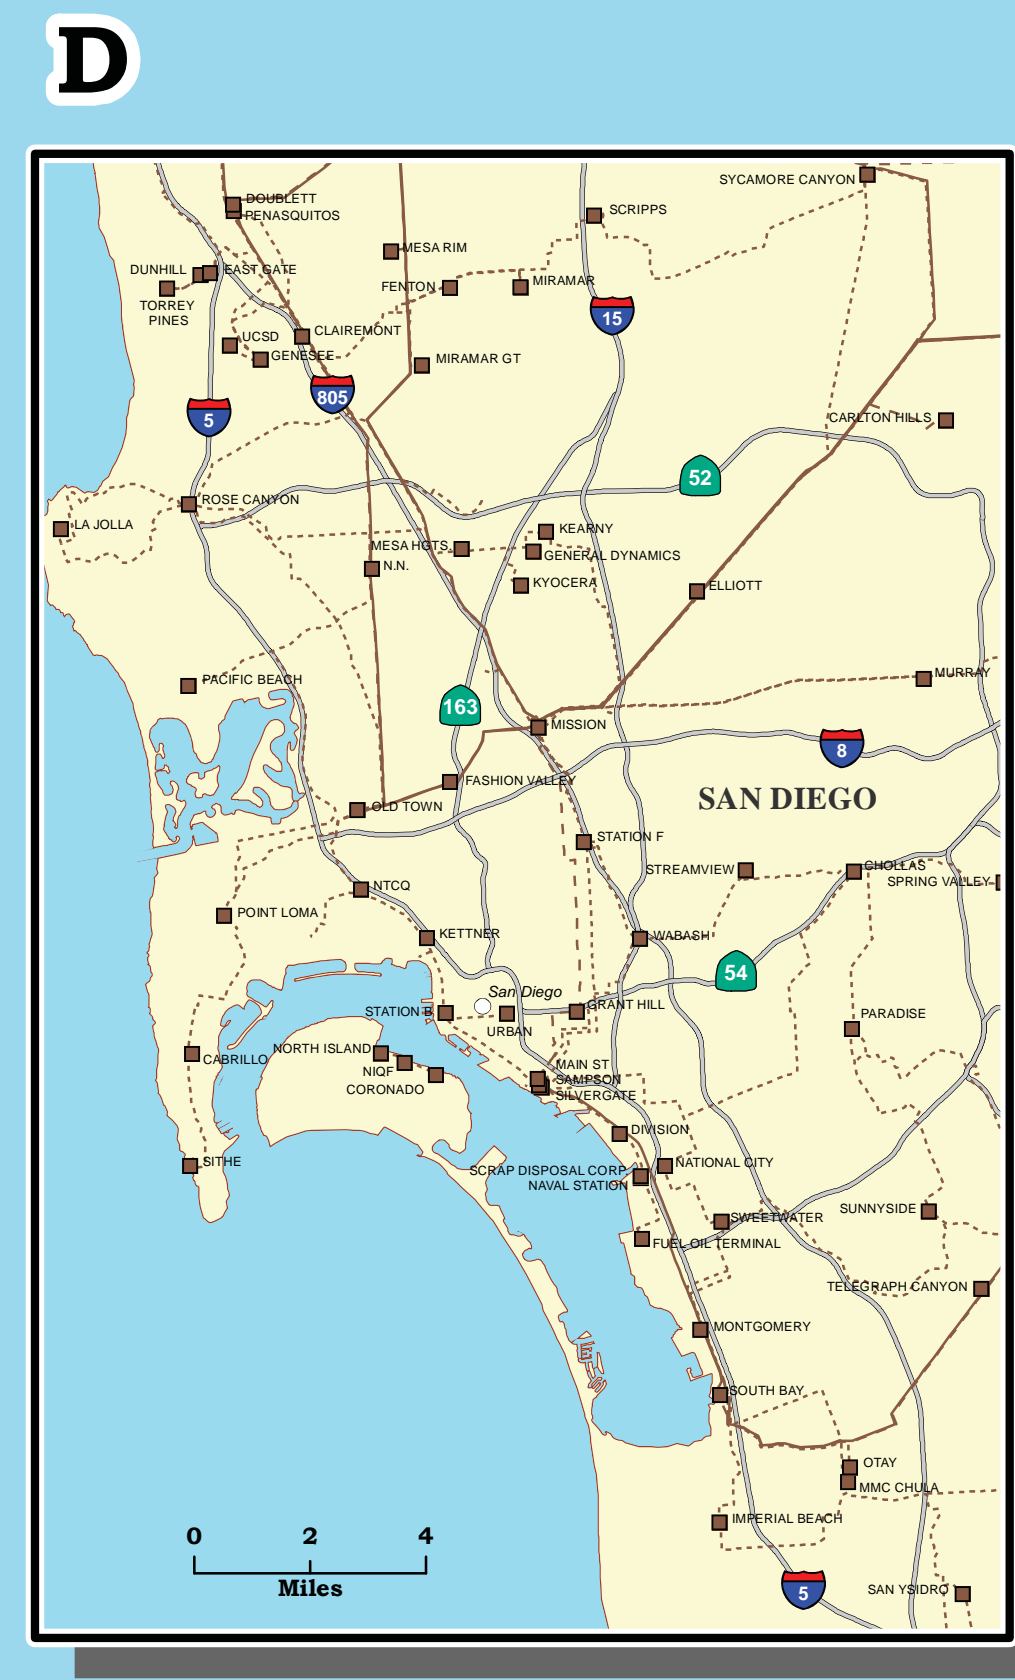 D
SYCAMORE CANYON
DOUBLETT
PENASQUITOS
SCRIPPS
MESA RIM
DUNHILL
EAST GATE
FENTON
MIRAMAR
TORREY
PINES
15
UCSD
CLAIREMONT
GENESEE
MIRAMAR GT
805
5
CARLTON HILLS
52
ROSE CANYON
LA JOLLA
KEARNY
MESA HGTS.
GENERAL DYNAMICS
N.N.
KYOCERA
ELLIOTT
PACIFIC BEACH
MURRAY
163
MISSION
8
FASHION VALLEY
SAN DIEGO
OLD TOWN
STATION F
STREAMVIEW
CHOLLAS
SPRING VALLEY
NTCQ
POINT LOMA
KETTNER
WABASH
54
San Diego
STATION B
GRANT HILL
URBAN
PARADISE
NORTH ISLAND
CABRILLO
NIQF
CORONADO
MAIN ST
SAMPSON
SILVERGATE
DIVISION
SITHE
NATIONAL CITY
SCRAP DISPOSAL CORP.
NAVAL STATION
SUNNYSIDE
SWEETWATER
FUEL OIL TERMINAL
TELEGRAPH CANYON
MONTGOMERY
SOUTH BAY
OTAY
MMC CHULA
IMPERIAL BEACH
0 2 4
Miles
5
SAN YSIDRO